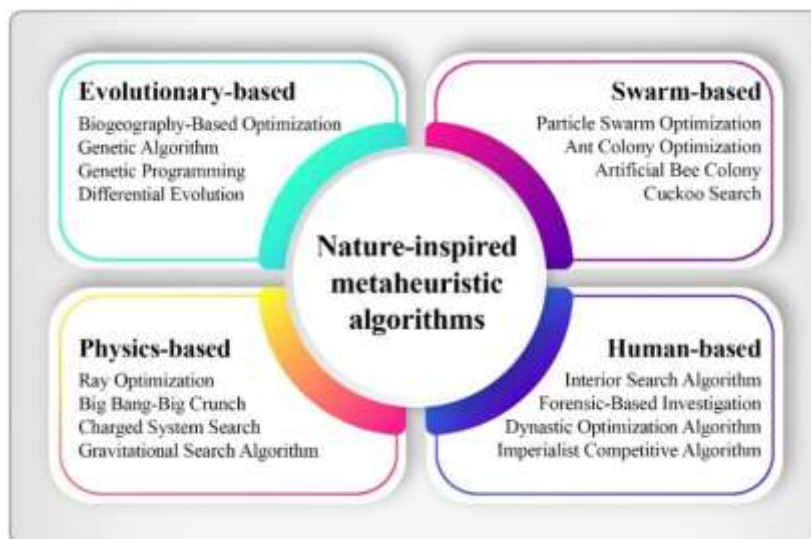 Evolutionary-based
Biogeography-Based Optimization
Genetic Algorithm
Genetic Programming
Differential Evolution
Swarm-based
Particle Swarm Optimization
Ant Colony Optimization
Artificial Bee Colony
Cuckoo Search
Nature-inspired
metaheuristic
algorithms
Physics-based
Ray Optimization
Big Bang-Big Crunch
Charged System Search
Gravitational Search Algorithm
Human-based
Interior Search Algorithm
Forensic-Based Investigation
Dynastic Optimization Algorithm
Imperialist Competitive Algorithm